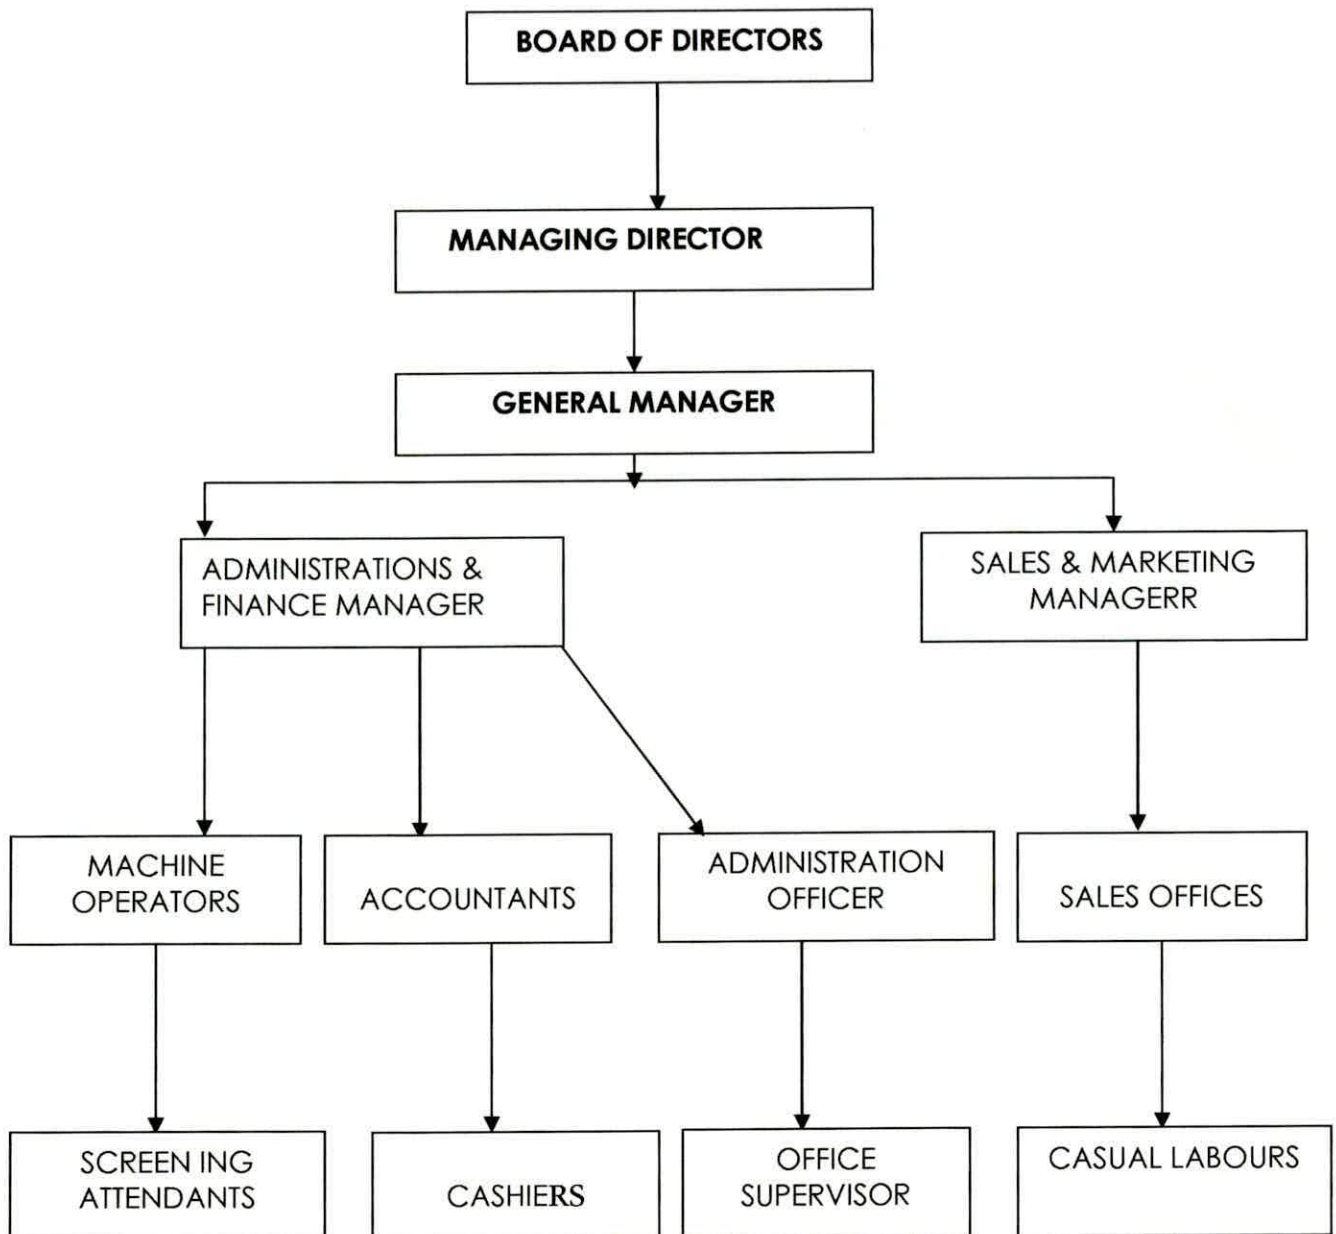 BOARD OF DIRECTORS
MANAGING DIRECTOR
GENERAL MANAGER
ADMINISTRATIONS &
FINANCE MANAGER
SALES & MARKETING
MANAGERR
MACHINE
OPERATORS
ACCOUNTANTS
ADMINISTRATION
OFFICER
SALES OFFICES
SCREEN ING
ATTENDANTS
CASHIERS
OFFICE
SUPERVISOR
CASUAL LABOURS